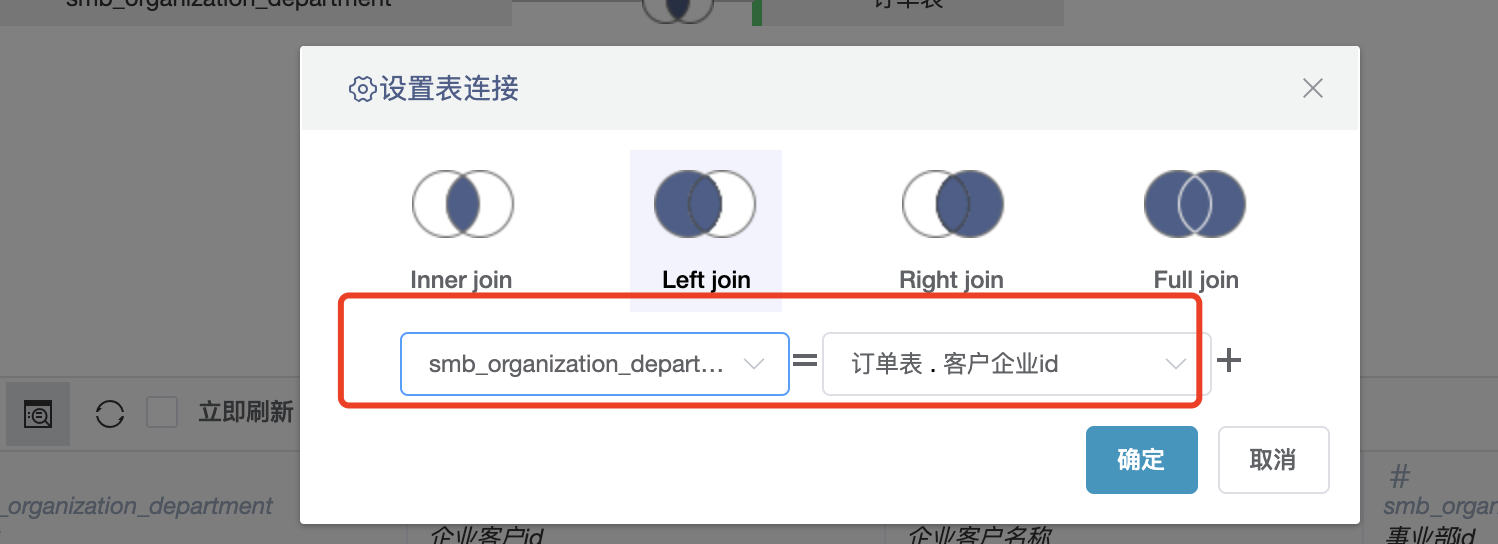 smb_organization_department
订单表
设置表连接
Inner join
Left join
Right join
Full join
smb_organization_depart...
=
订单表 . 客户企业id
+
立即刷新
确定
取消
#
_organization_department
smb_organ
企业客户id
企业客户名称
事业部id